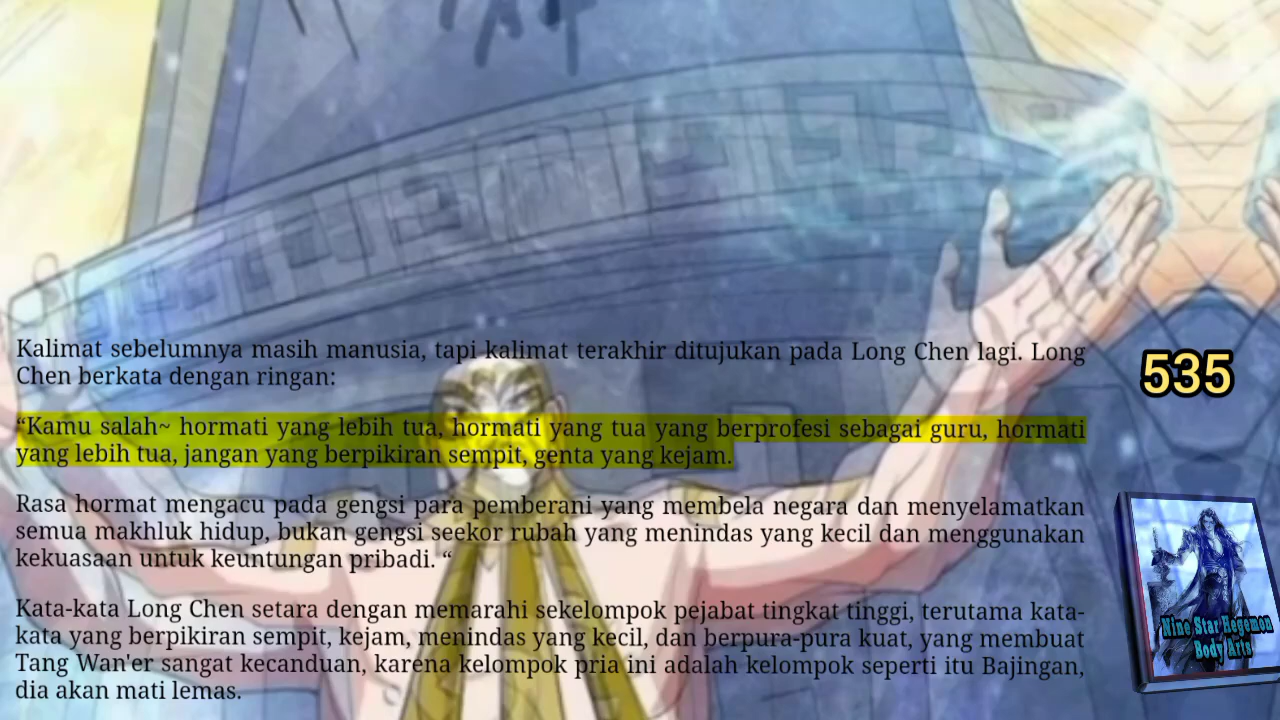 Kalimat sebelumnya masih manusia, tapi kalimat terakhir ditujukan pada Long Chen lagi. Long
Chen berkata dengan ringan:
“Kamu salah~ hormati yang lebih tua, hormati yang tua yang berprofesi sebagai guru, hormati
yang lebih tua, jangan yang berpikiran sempit, genta yang kejam.
Rasa hormat mengacu pada gengsi para pemberani yang membela negara dan menyelamatkan
semua makhluk hidup, bukan gengsi seekor rubah yang menindas yang kecil dan menggunakan
kekuasaan untuk keuntungan pribadi. “
Kata-kata Long Chen setara dengan memarahi sekelompok pejabat tingkat tinggi, terutama kata-
kata yang berpikiran sempit, kejam, menindas yang kecil, dan berpura-pura kuat, yang membuat
Tang Wan'er sangat kecanduan, karena kelompok pria ini adalah kelompok seperti itu Bajingan,
dia akan mati lemas.
535
Nine Star Hegemon
Body Arts